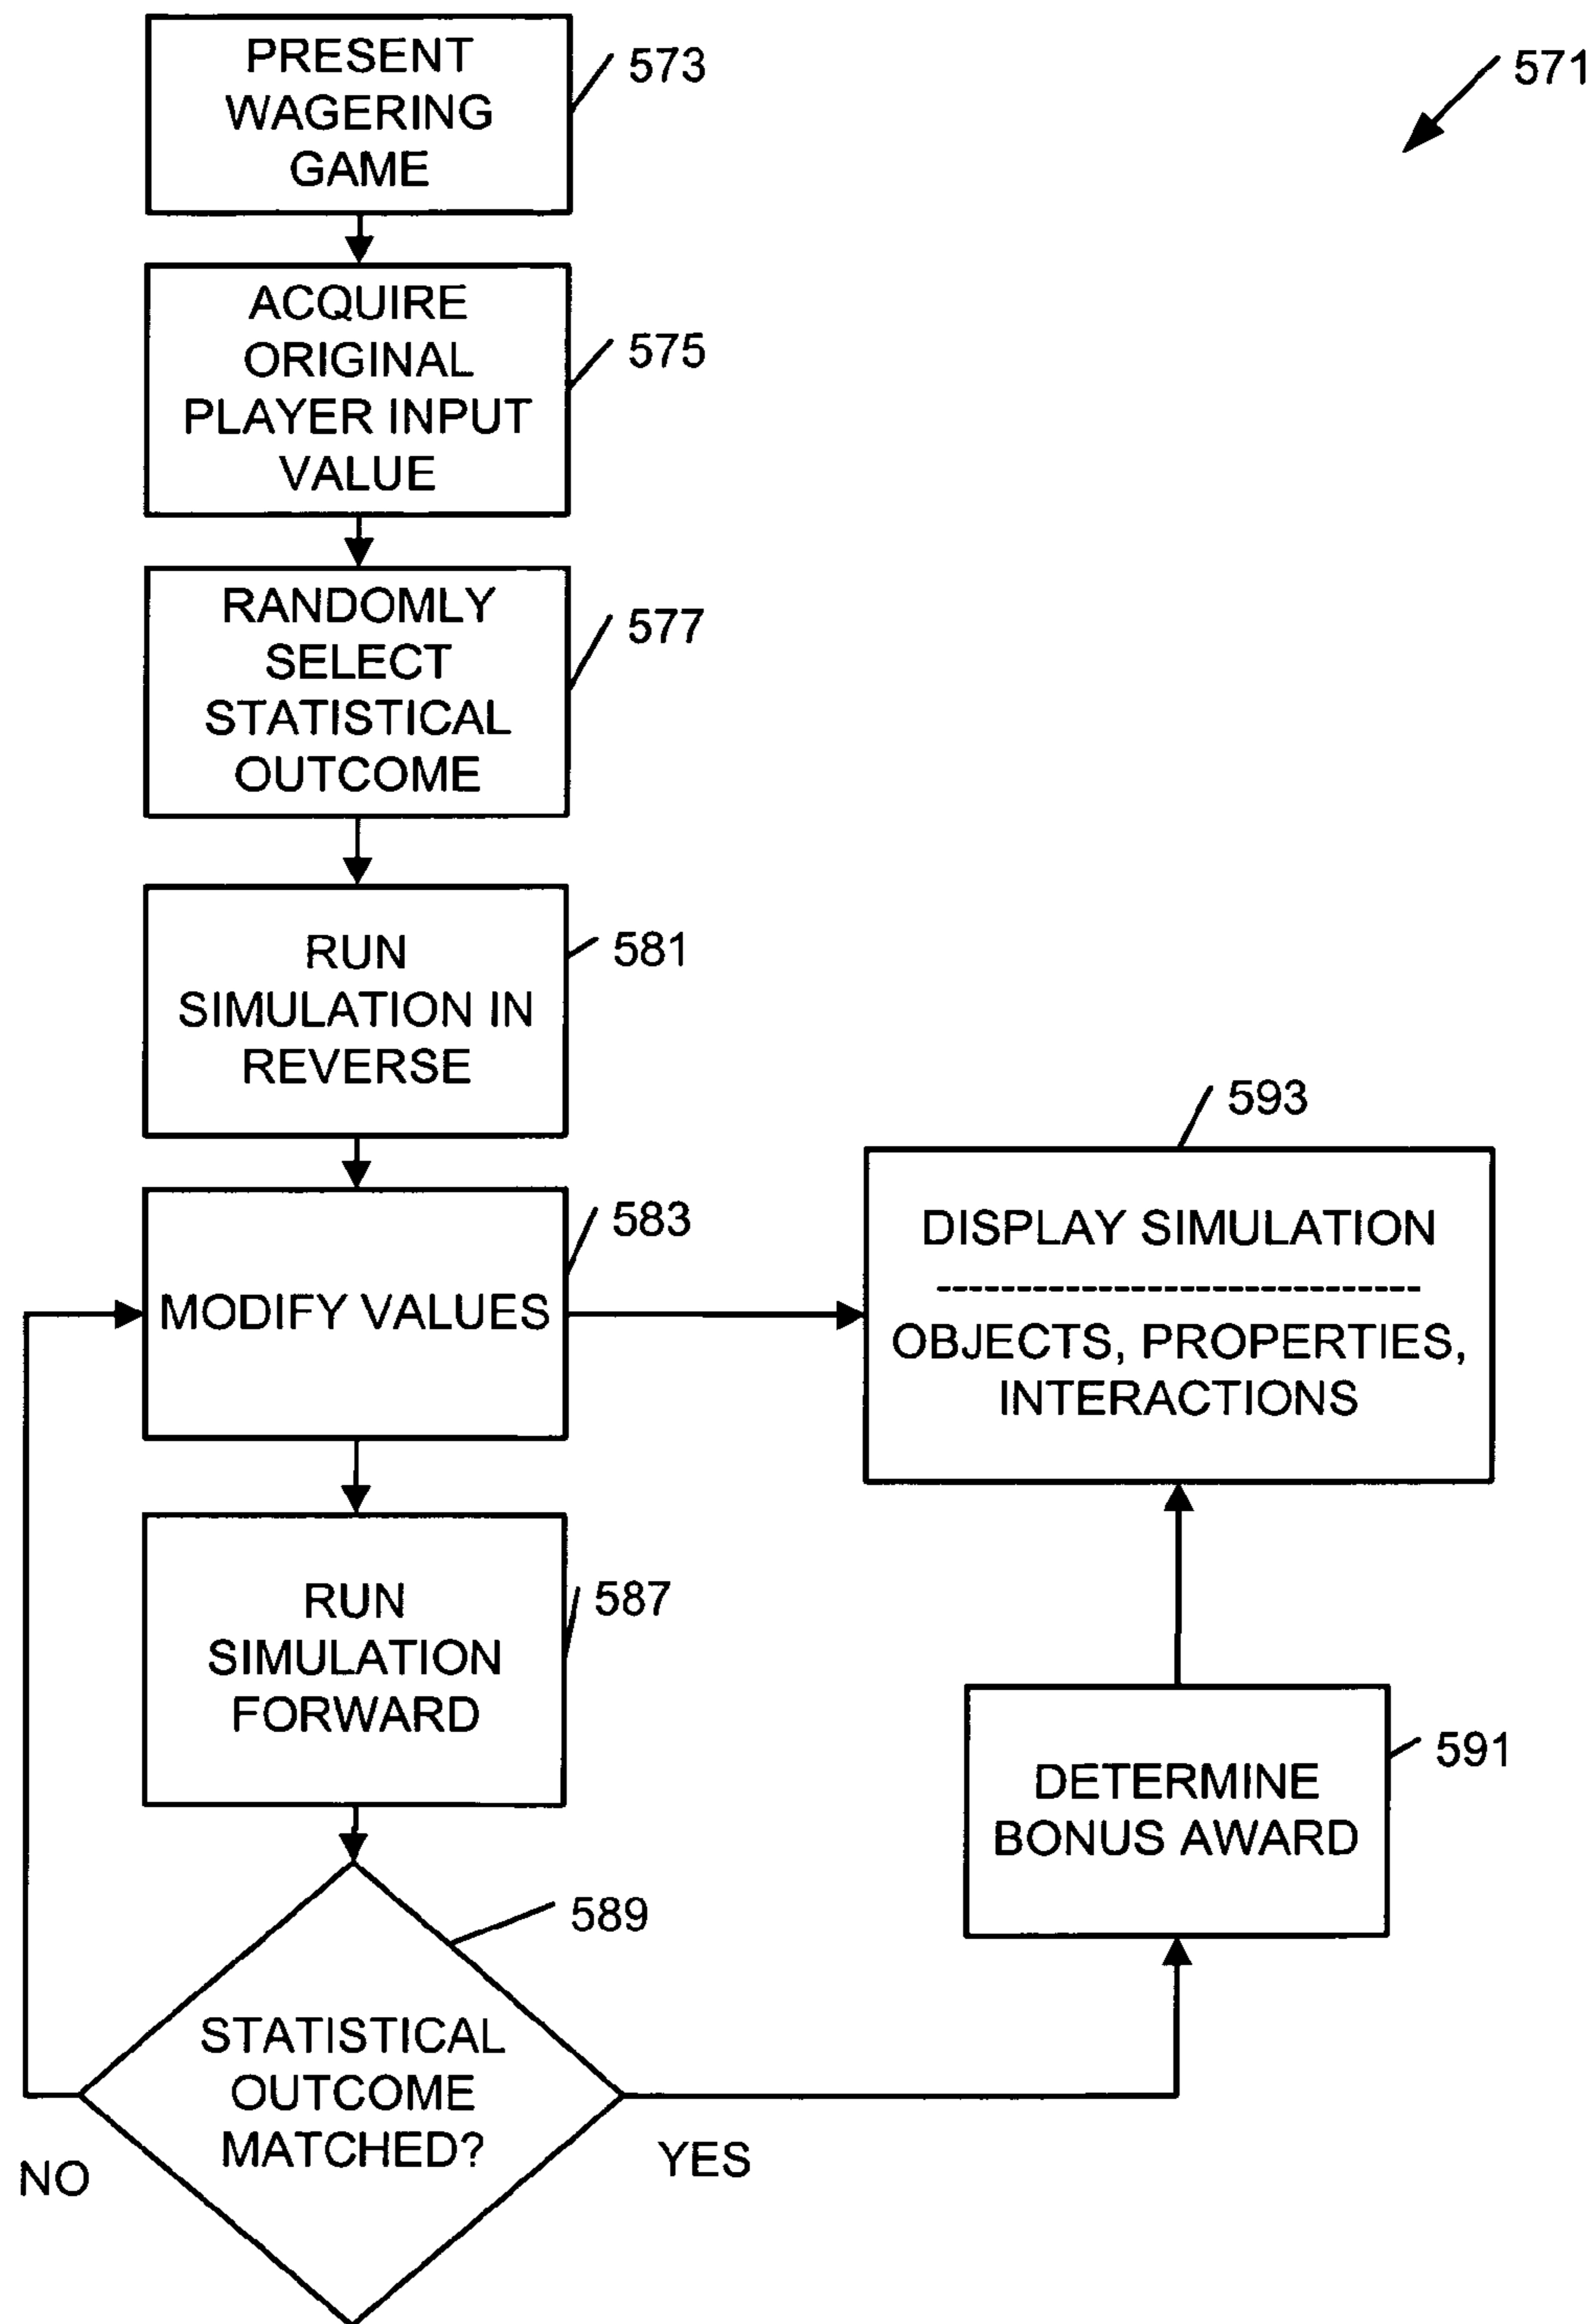 PRESENT
WAGERING
GAME
573
571
ACQUIRE
ORIGINAL
PLAYER INPUT
VALUE
575
RANDOMLY
SELECT
STATISTICAL
OUTCOME
577
RUN
SIMULATION IN
REVERSE
581
MODIFY VALUES
583
593
DISPLAY SIMULATION
---------------------------------
OBJECTS, PROPERTIES,
INTERACTIONS
RUN
SIMULATION
FORWARD
587
DETERMINE
BONUS AWARD
591
589
STATISTICAL
OUTCOME
MATCHED?
NO
YES